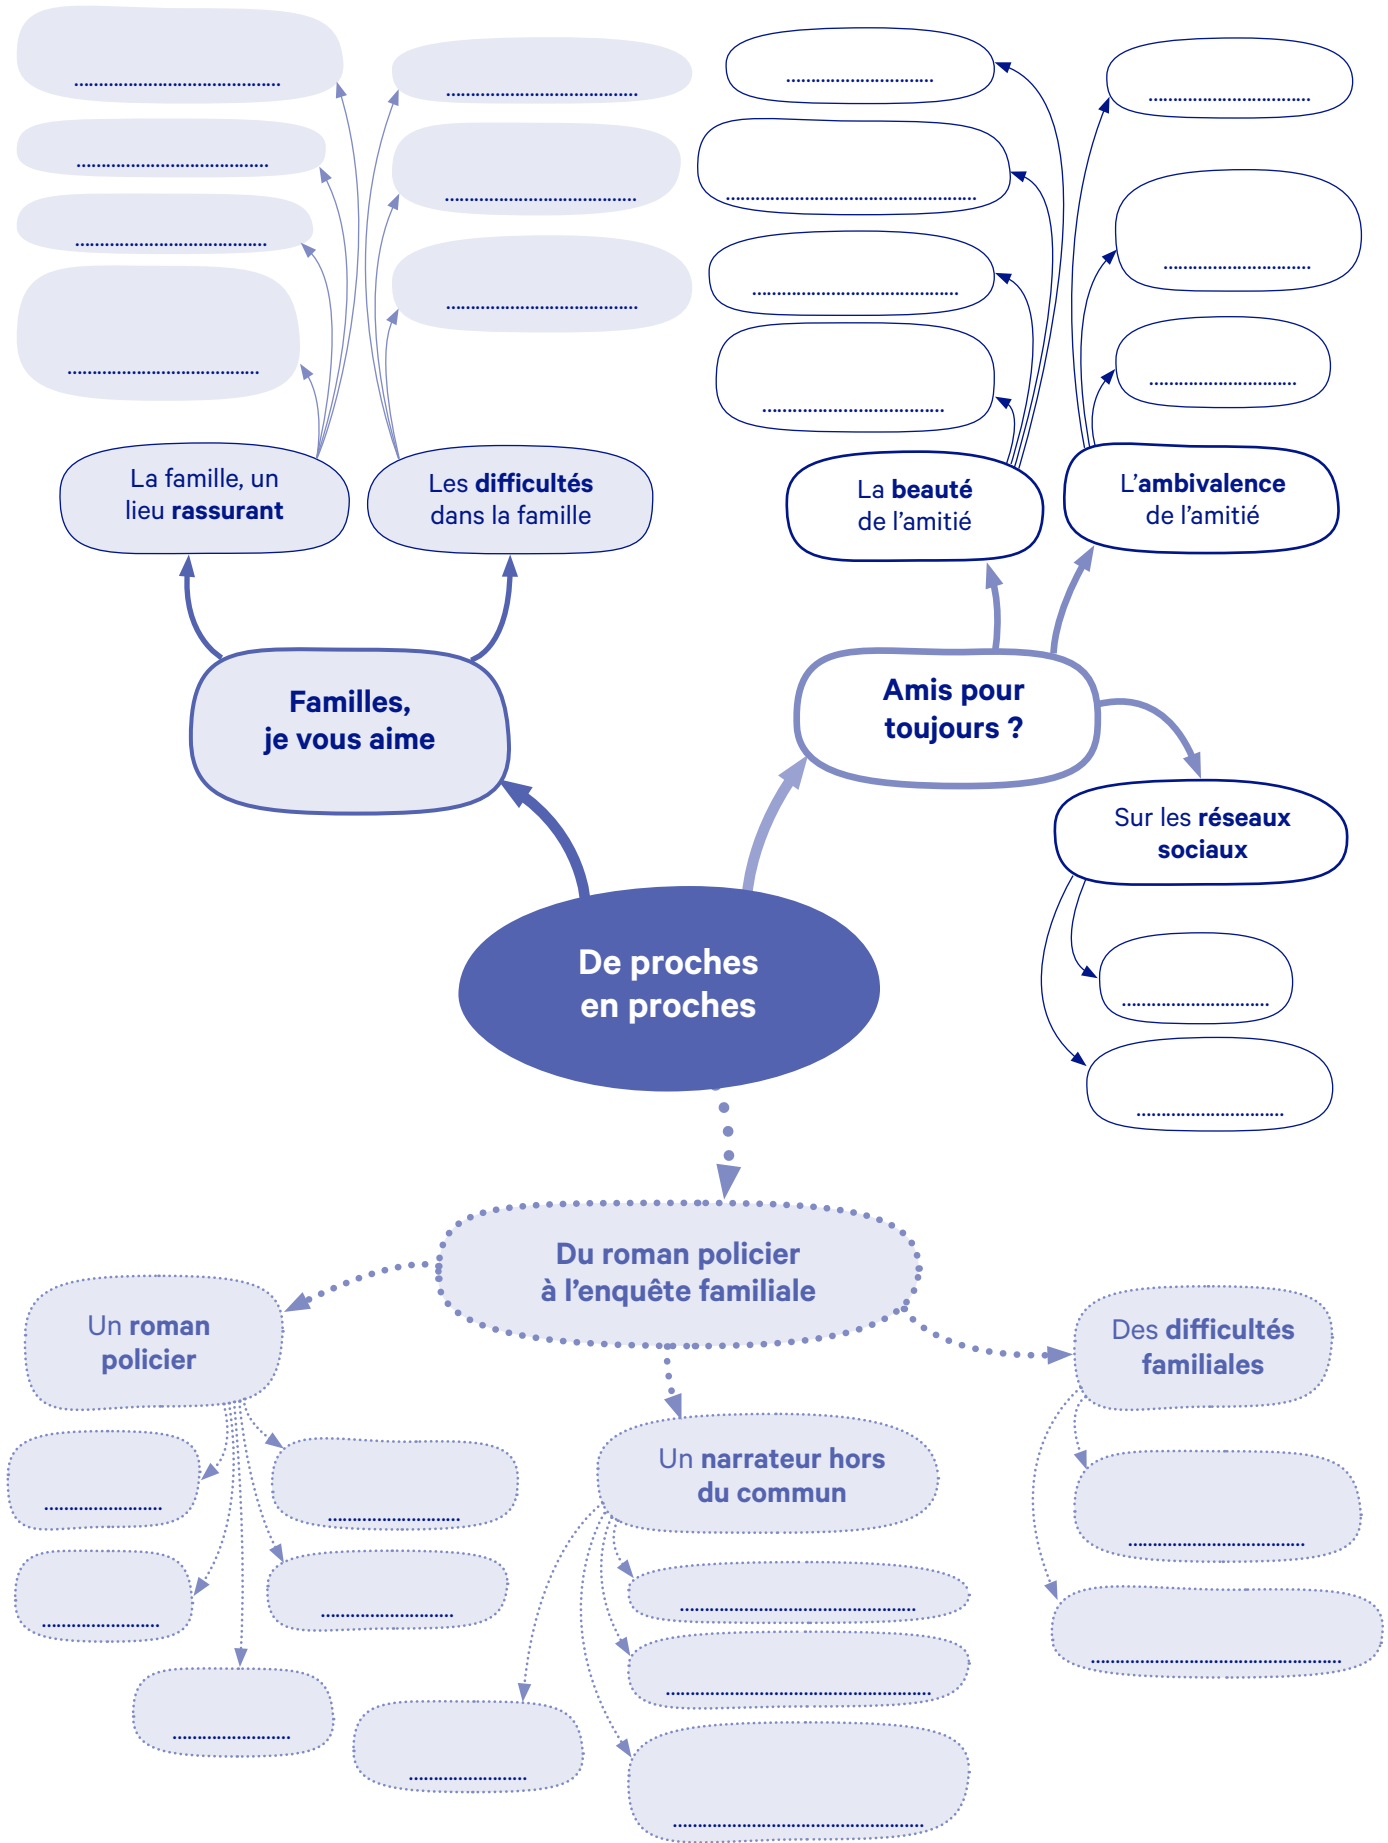 La famille, un
lieu rassurant
Les difficultés
dans la famille
La beauté
de l’amitié
L’ambivalence
de l’amitié
Familles,
je vous aime
Amis pour
toujours ?
Sur les réseaux
sociaux
De proches
en proches
Du roman policier
à l’enquête familiale
Un roman
policier
Des difficultés
familiales
Un narrateur hors
du commun